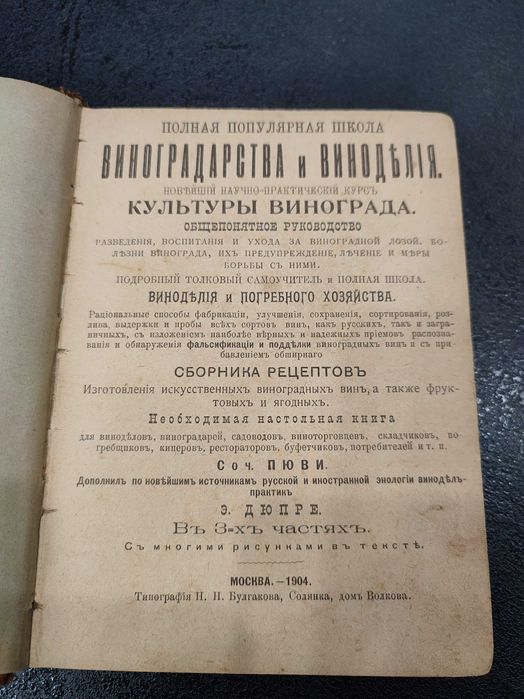 ПОЛНАЯ ПОПУЛЯРНАЯ ШКОЛА
ВИНОГРАДАРСТВА и ВИНОДѢЛІЯ.
НОВѢЙШІЙ НАУЧНО-ПРАКТИЧЕСКІЙ КУРСЪ
КУЛЬТУРЫ ВИНОГРАДА.
ОБЩЕПОНЯТНОЕ РУКОВОДСТВО
РАЗВЕДЕНІЯ, ВОСПИТАНІЯ И УХОДА ЗА ВИНОГРАДНОЙ ЛОЗОЙ. БО-
ЛѢЗНИ ВИНОГРАДА, ИХЪ ПРЕДУПРЕЖДЕНІЕ, ЛѢЧЕНІЕ И МѢРЫ
БОРЬБЫ СЪ НИМИ.
ПОДРОБНЫЙ ТОЛКОВЫЙ САМОУЧИТЕЛЬ И ПОЛНАЯ ШКОЛА.
ВИНОДѢЛІЯ И ПОГРЕБНОГО ХОЗЯЙСТВА.
Раціональные способы фабрикаціи, улучшенія, сохраненія, сортированія, роз-
лива, выдержки и пробы всѣхъ сортовъ винъ, какъ русскихъ, такъ и загра-
ничныхъ, съ изложеніемъ наиболѣе вѣрныхъ и надежныхъ пріемовъ распозна-
ванія и обнаруженія фальсификаціи и поддѣлки виноградныхъ винъ и съ при-
бавленіемъ обширнаго
СБОРНИКА РЕЦЕПТОВЪ
Изготовленія искусственныхъ виноградныхъ винъ, а также фрук-
товыхъ и ягодныхъ.
Необходимая настольная книга
для винодѣловъ, виноградарей, садоводовъ, виноторговцевъ, складчиковъ, по-
гребщиковъ, киперовъ, рестораторовъ, буфетчиковъ, потребителей и т. п.
Соч. ПЮВИ.
Дополнилъ по новѣйшимъ источникамъ русской и иностранной энологіи винодѣлъ-
практикъ
Э. ДЮПРЕ.
Въ 3-хъ частяхъ.
Съ многими рисунками въ текстѣ.
МОСКВА.—1904.
Типографія Н. Н. Булгакова, Солянка, домъ Волкова.